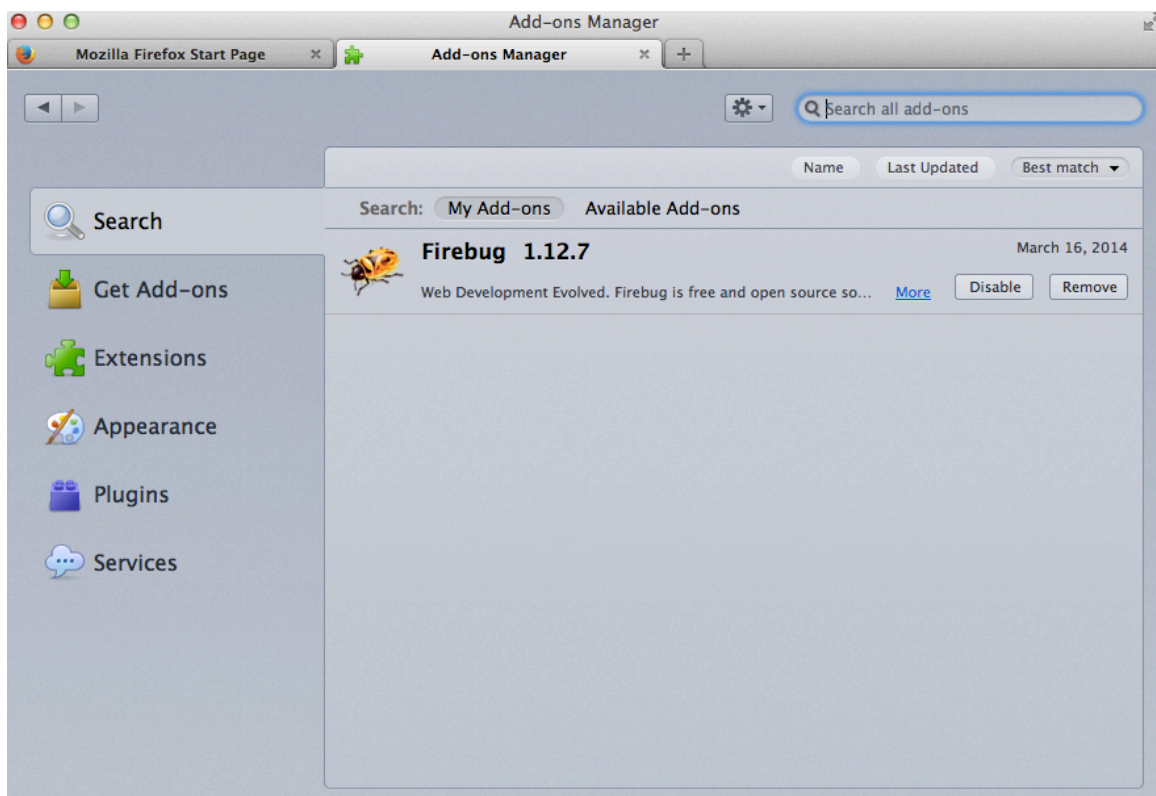 Add-ons Manager
Mozilla Firefox Start Page
Add-ons Manager
Search all add-ons
Name Last Updated Best match
Search
Search: My Add-ons Available Add-ons
Firebug 1.12.7 March 16, 2014
Web Development Evolved. Firebug is free and open source so... More Disable Remove
Get Add-ons
Extensions
Appearance
Plugins
Services